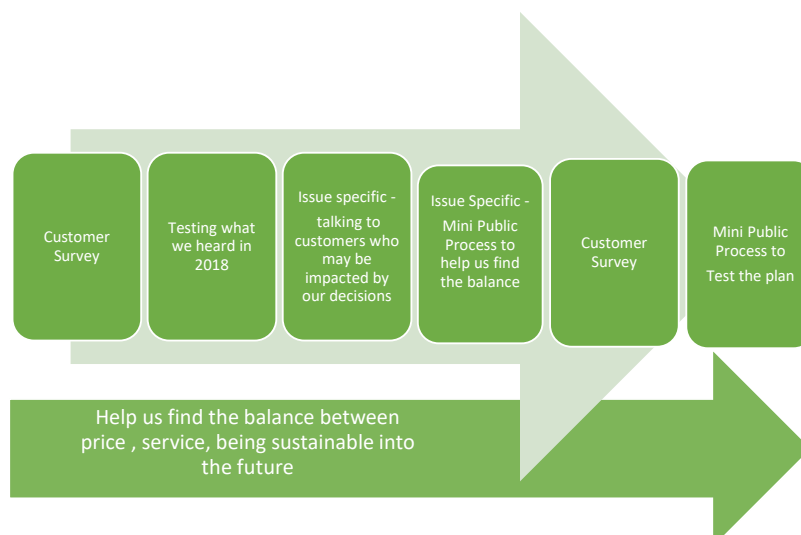 Customer
Survey
Testing what
we heard in
2018
Issue specific -
talking to
customers who
may be
impacted by
our decisions
Issue Specific -
Mini Public
Process to
help us find
the balance
Customer
Survey
Mini Public
Process to
Test the plan
Help us find the balance between
price , service, being sustainable into
the future